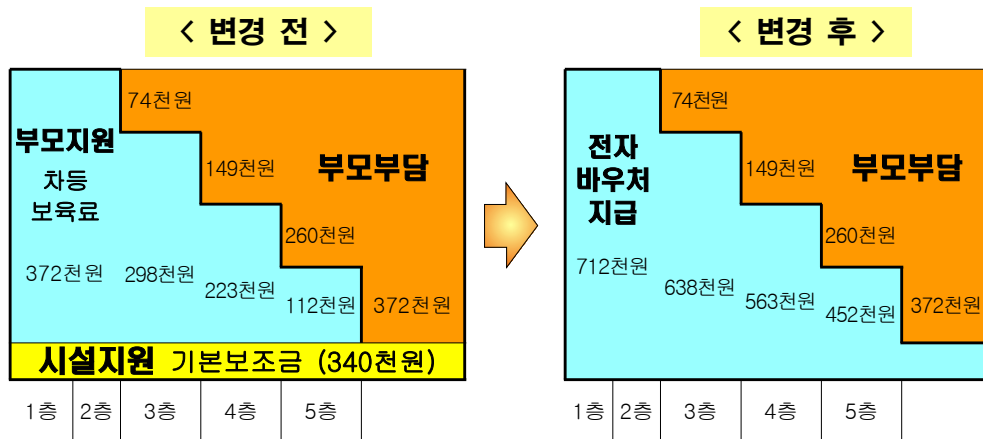 < 변경 전 >
74천원
부모지원
차등
보육료
149천원
부모부담
260천원
372천원
298천원
223천원
112천원
372천원
시설지원 기본보조금 (340천원)
1층 2층 3층 4층 5층
< 변경 후 >
74천원
전자
바우처
지급
149천원
부모부담
260천원
712천원
638천원
563천원
452천원
372천원
1층 2층 3층 4층 5층